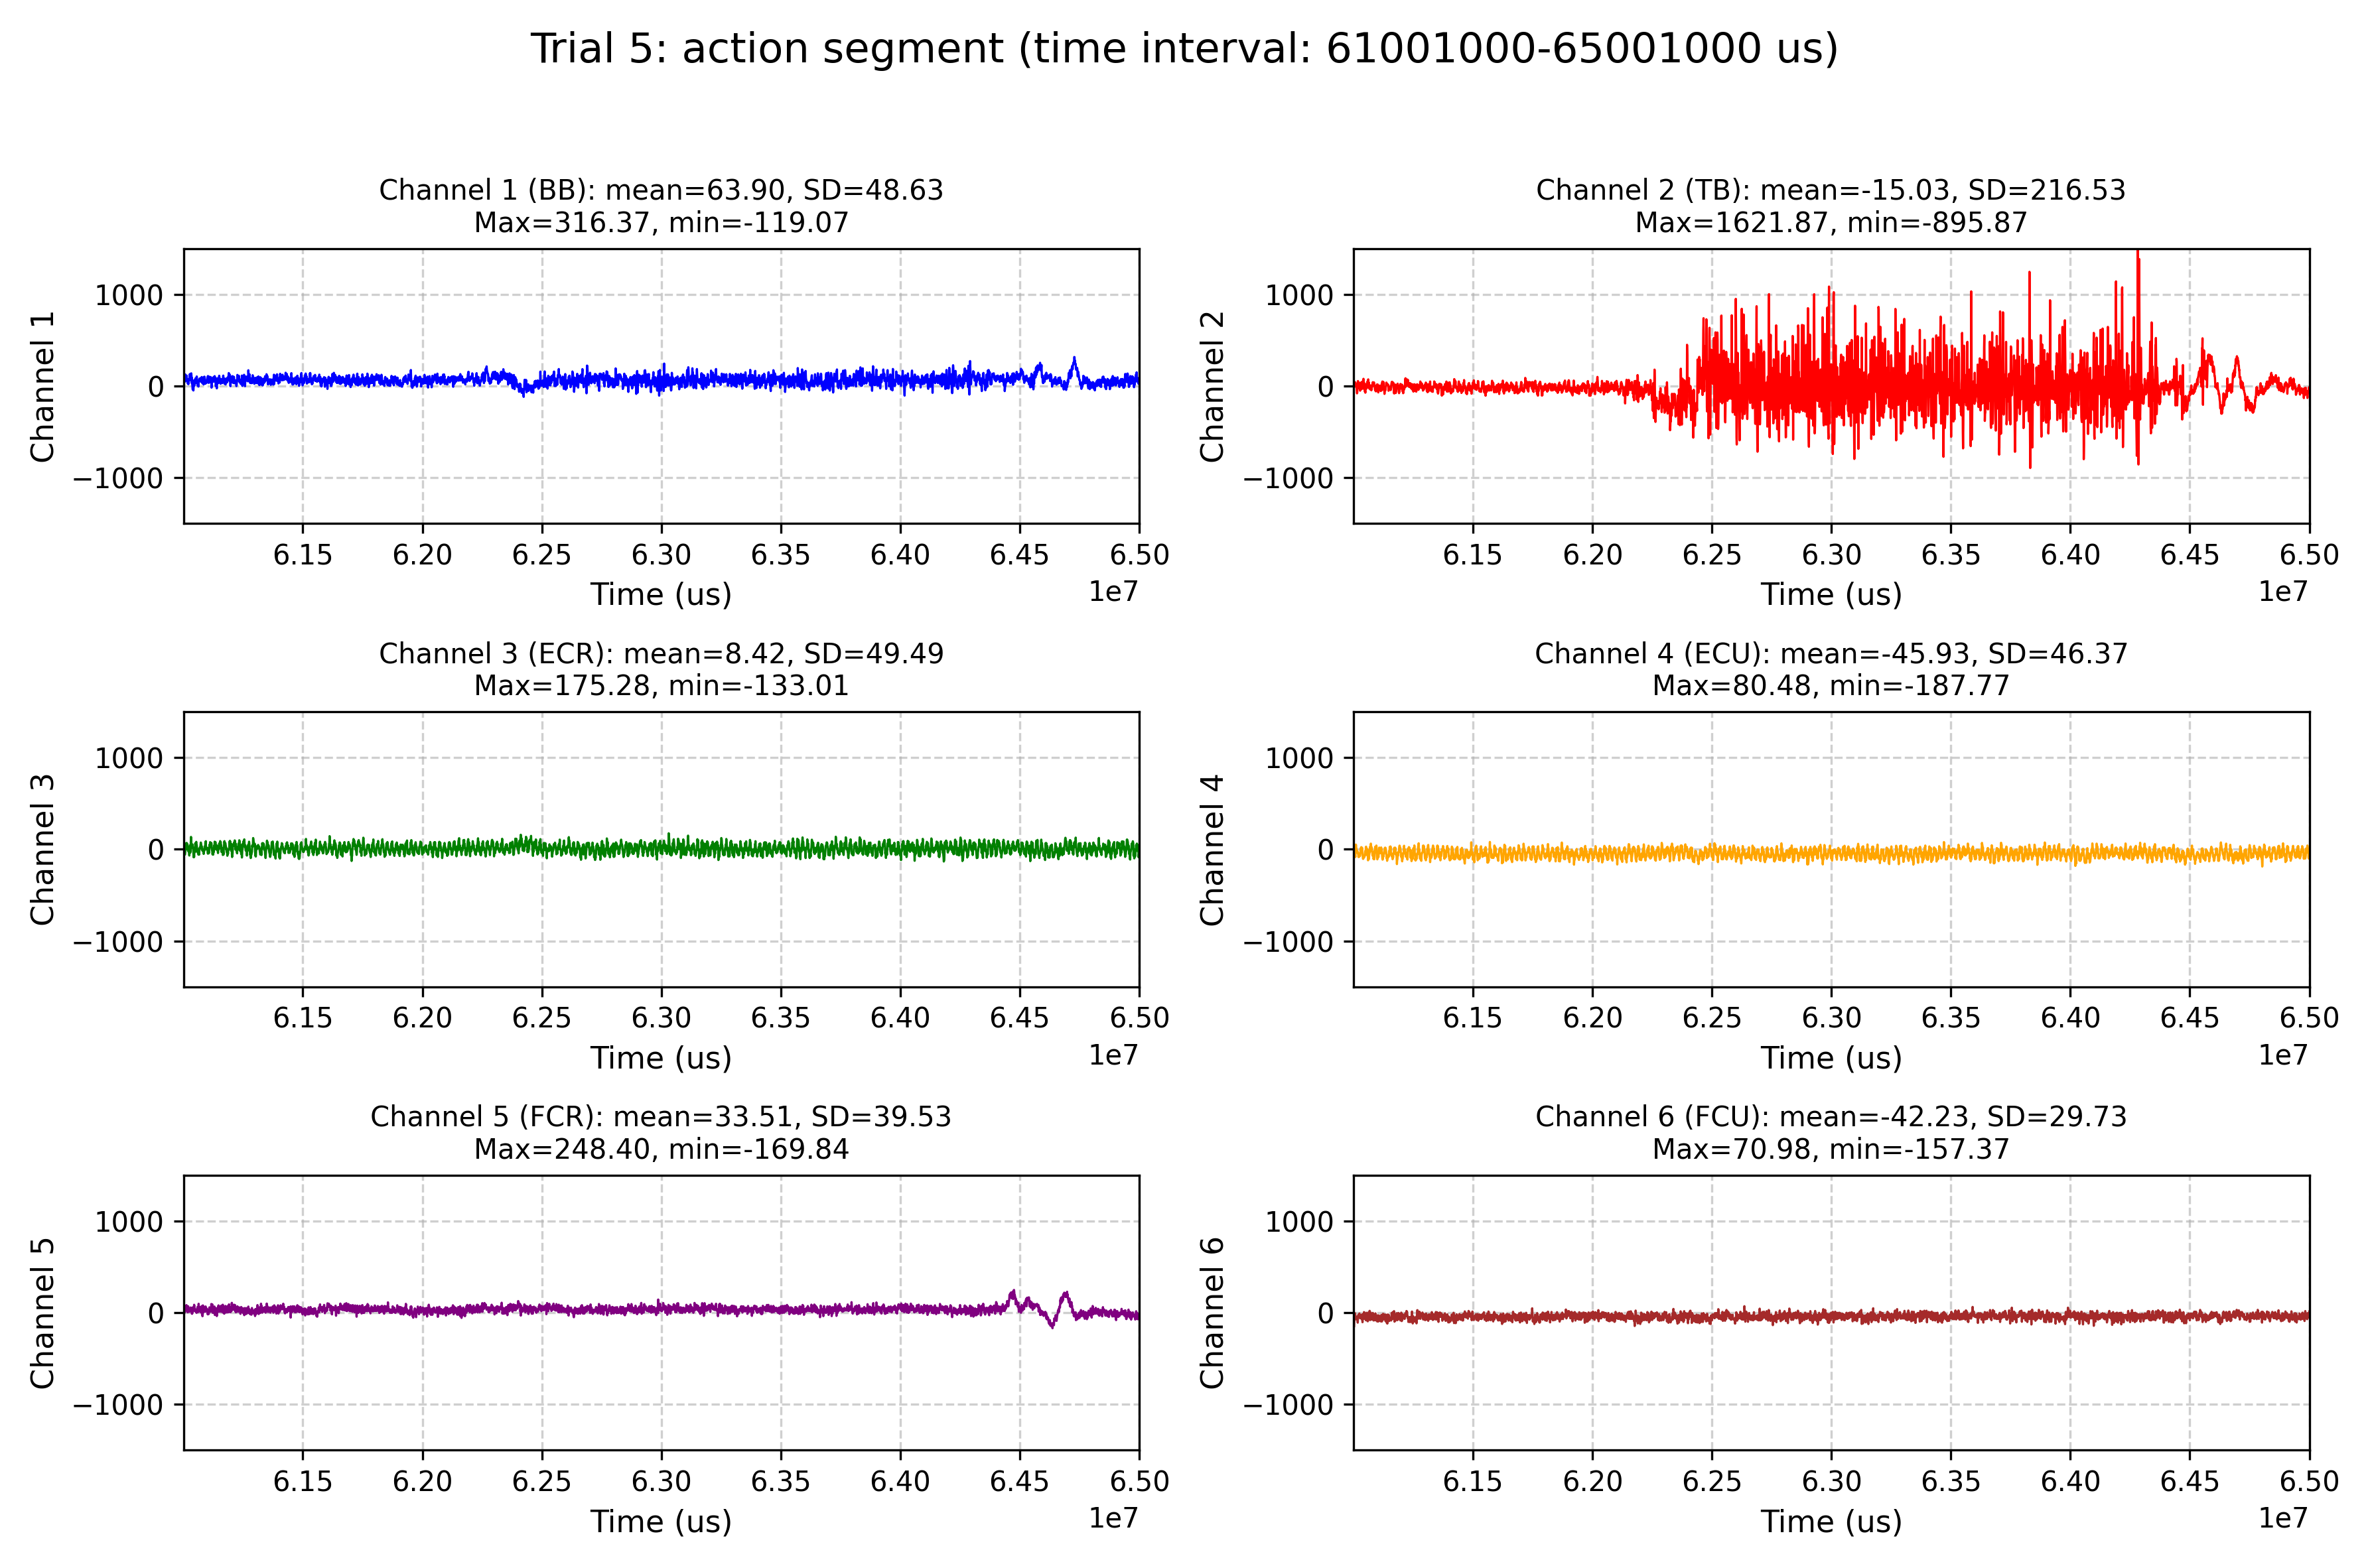 Trial 5: action segment (time interval: 61001000-65001000 us)
Channel 1 (BB): mean=63.90, SD=48.63
Max=316.37, min=-119.07
Channel 1
1000
0
−1000
6.15 6.20 6.25 6.30 6.35 6.40 6.45 6.50
Time (us)
1e7
Channel 2 (TB): mean=-15.03, SD=216.53
Max=1621.87, min=-895.87
Channel 2
1000
0
−1000
6.15 6.20 6.25 6.30 6.35 6.40 6.45 6.50
Time (us)
1e7
Channel 3 (ECR): mean=8.42, SD=49.49
Max=175.28, min=-133.01
Channel 3
1000
0
−1000
6.15 6.20 6.25 6.30 6.35 6.40 6.45 6.50
Time (us)
1e7
Channel 4 (ECU): mean=-45.93, SD=46.37
Max=80.48, min=-187.77
Channel 4
1000
0
−1000
6.15 6.20 6.25 6.30 6.35 6.40 6.45 6.50
Time (us)
1e7
Channel 5 (FCR): mean=33.51, SD=39.53
Max=248.40, min=-169.84
Channel 5
1000
0
−1000
6.15 6.20 6.25 6.30 6.35 6.40 6.45 6.50
Time (us)
1e7
Channel 6 (FCU): mean=-42.23, SD=29.73
Max=70.98, min=-157.37
Channel 6
1000
0
−1000
6.15 6.20 6.25 6.30 6.35 6.40 6.45 6.50
Time (us)
1e7